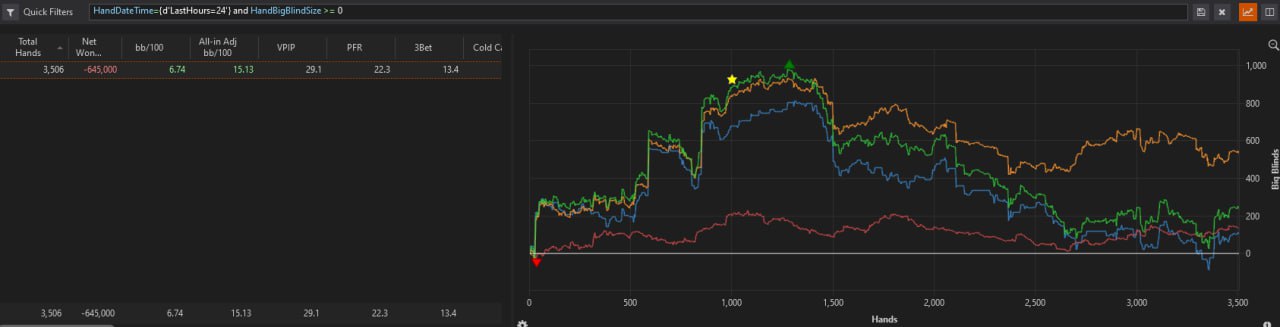 Quick Filters HandDateTime={d'LastHours=24'} and HandBigBlindSize >= 0
Total Hands
Net Won...
bb/100
All-in Adj bb/100
VPIP
PFR
3Bet
Cold Ca
3,506 -645,000 6.74 15.13 29.1 22.3 13.4
3,506 -645,000 6.74 15.13 29.1 22.3 13.4
1,000
800
600
400
200
0
Big Blinds
0 500 1,000 1,500 2,000 2,500 3,000 3,500
Hands